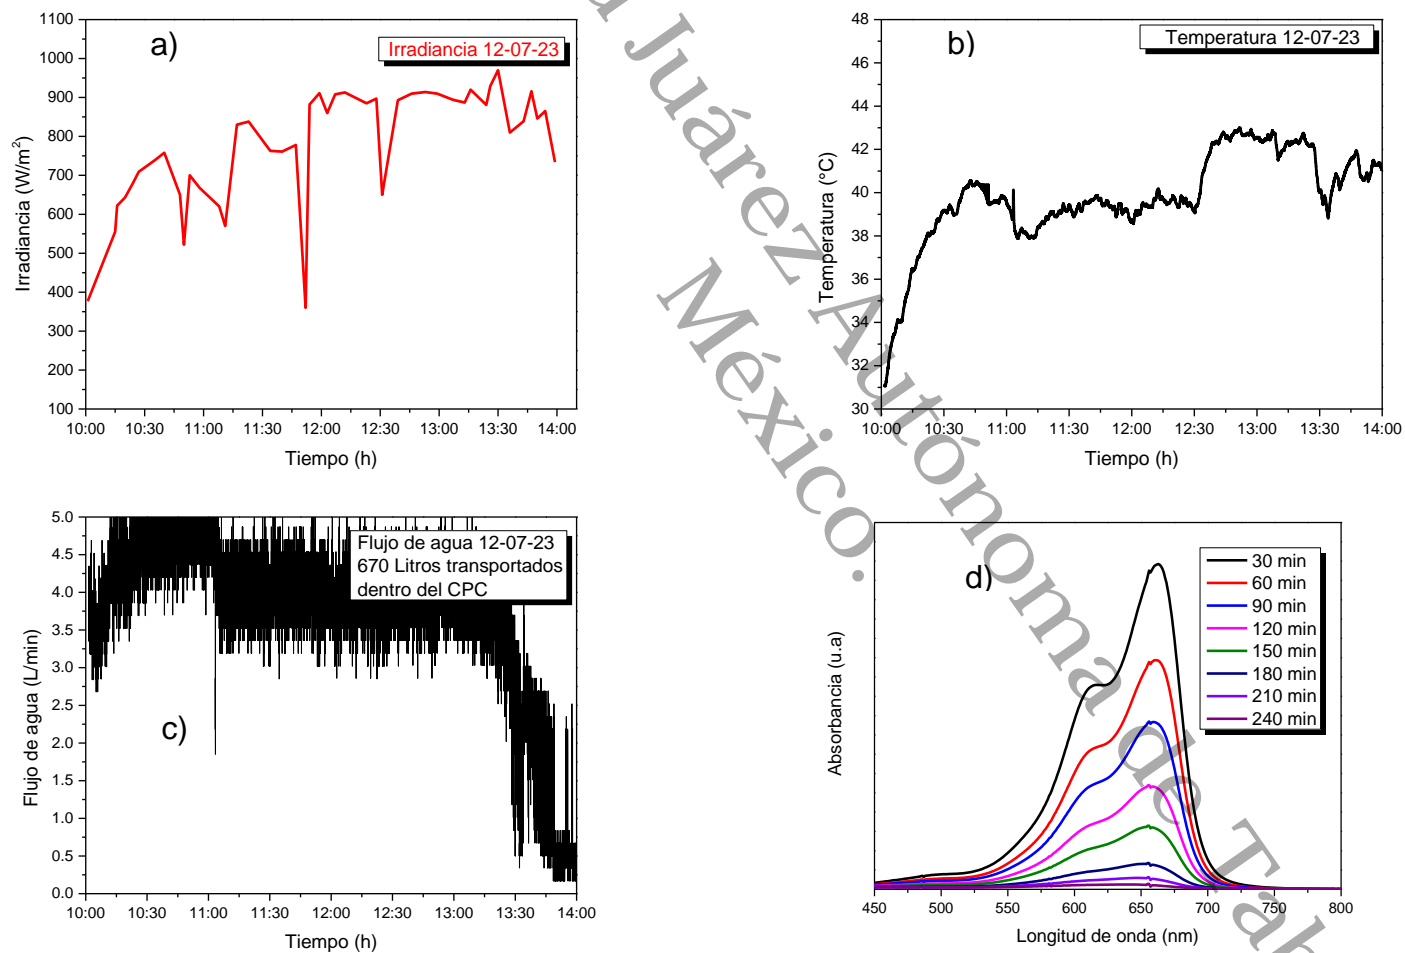 a)
Irradiancia 12-07-23
1100
1000
900
800
700
600
500
400
300
200
100
Irradiancia (W/m²)
10:00 10:30 11:00 11:30 12:00 12:30 13:00 13:30 14:00
Tiempo (h)
b)
Temperatura 12-07-23
48
46
44
42
40
38
36
34
32
30
Temperatura (°C)
10:00 10:30 11:00 11:30 12:00 12:30 13:00 13:30 14:00
Tiempo (h)
c)
Flujo de agua 12-07-23
670 Litros transportados
dentro del CPC
5.0
4.5
4.0
3.5
3.0
2.5
2.0
1.5
1.0
0.5
0.0
Flujo de agua (L/min)
10:00 10:30 11:00 11:30 12:00 12:30 13:00 13:30 14:00
Tiempo (h)
d)
30 min
60 min
90 min
120 min
150 min
180 min
210 min
240 min
Absorbancia (u.a)
450 500 550 600 650 700 750 800
Longitud de onda (nm)
Juárez Autónoma de
México.